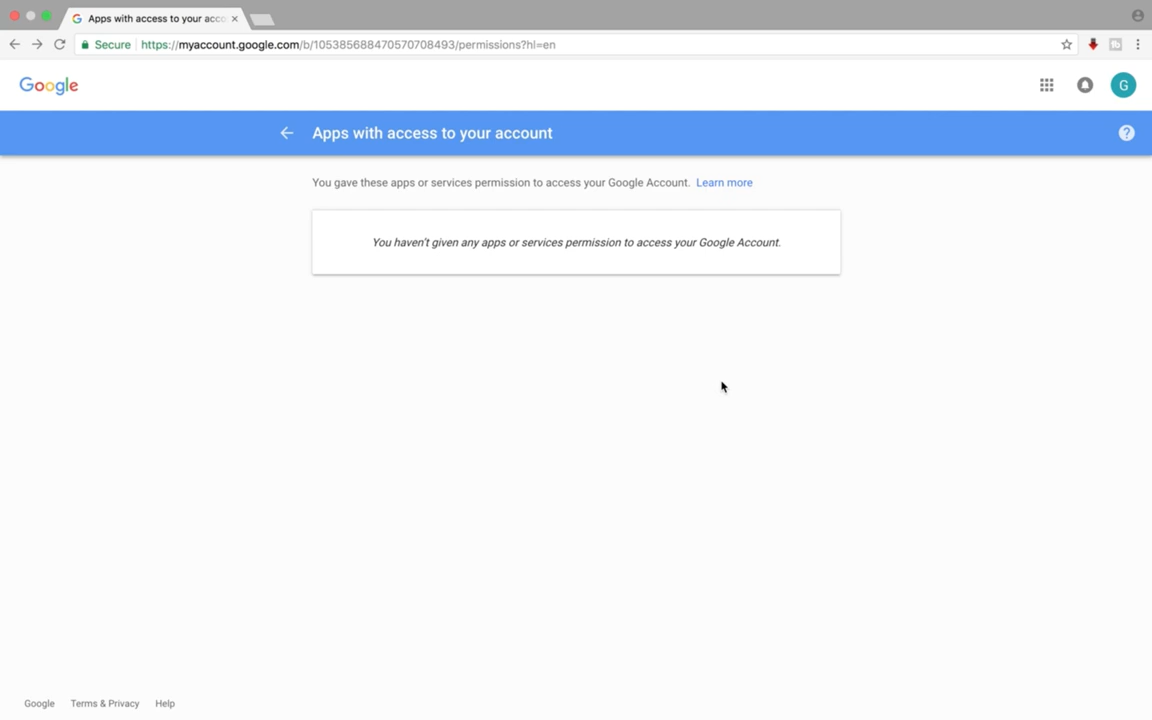 Apps with access to your acco
Secure https://myaccount.google.com/b/105385688470570708493/permissions?hl=en
Google
G
Apps with access to your account
?
You gave these apps or services permission to access your Google Account. Learn more
You haven't given any apps or services permission to access your Google Account.
Google Terms & Privacy Help